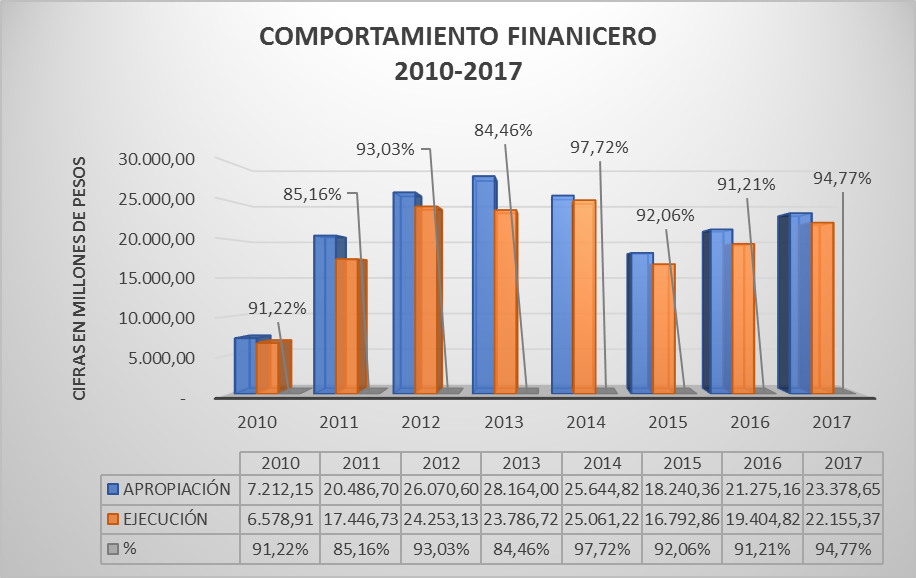 COMPORTAMIENTO FINANICERO
2010-2017
CIFRAS EN MILLONES DE PESOS
30.000,00
25.000,00
20.000,00
15.000,00
10.000,00
5.000,00
-
91,22%
85,16%
93,03%
84,46%
97,72%
92,06%
91,21%
94,77%
2010 2011 2012 2013 2014 2015 2016 2017
2010 2011 2012 2013 2014 2015 2016 2017
APROPIACIÓN 7.212,15 20.486,70 26.070,60 28.164,00 25.644,82 18.240,36 21.275,16 23.378,65
EJECUCIÓN 6.578,91 17.446,73 24.253,13 23.786,72 25.061,22 16.792,86 19.404,82 22.155,37
% 91,22% 85,16% 93,03% 84,46% 97,72% 92,06% 91,21% 94,77%